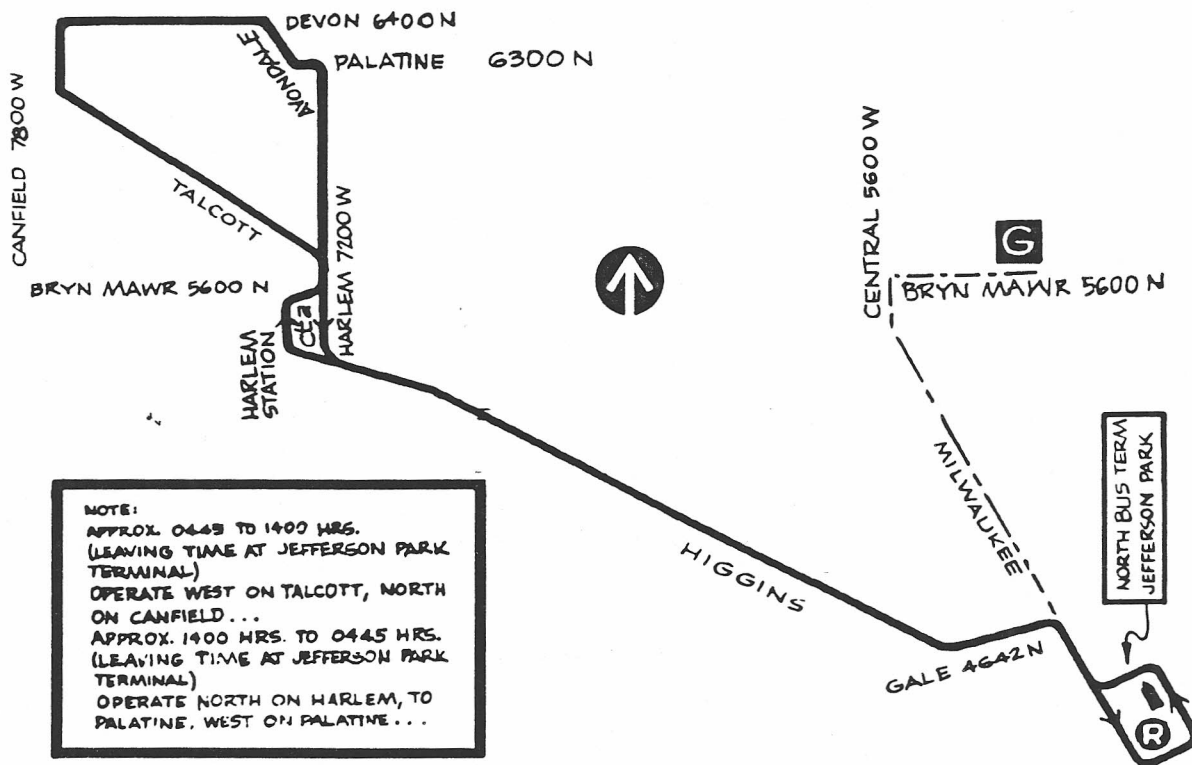 DEVON 6400 N
AVONDALE
PALATINE 6300 N
CANFIELD 7800 W
TALCOTT
HARLEM 7200 W
BRYN MAWR 5600 N
cta
HARLEM
STATION
CENTRAL 5600 W
G
BRYN MAWR 5600 N
MILWAUKEE
NORTH BUS TERM
JEFFERSON PARK
HIGGINS
GALE 4642 N
R
NOTE:
APPROX. 0445 TO 1400 HRS.
(LEAVING TIME AT JEFFERSON PARK
TERMINAL)
OPERATE WEST ON TALCOTT, NORTH
ON CANFIELD...
APPROX. 1400 HRS. TO 0445 HRS.
(LEAVING TIME AT JEFFERSON PARK
TERMINAL)
OPERATE NORTH ON HARLEM, TO
PALATINE, WEST ON PALATINE...